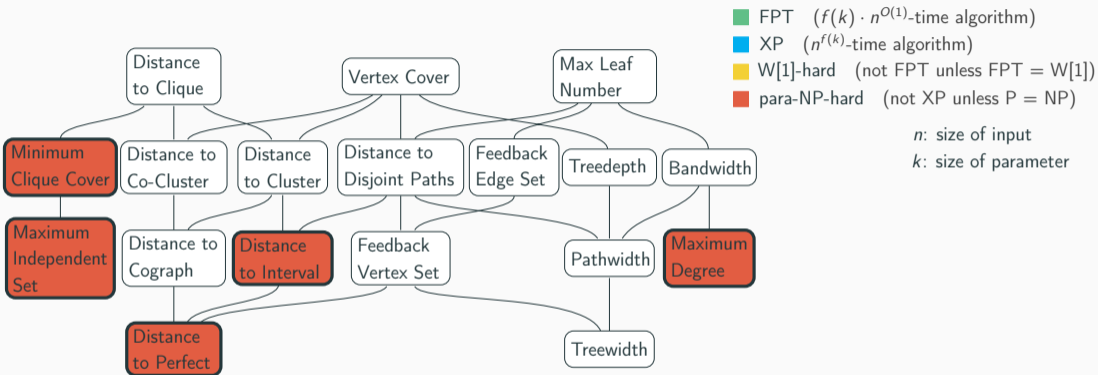 FPT (f(k) · n^{O(1)}-time algorithm)
XP (n^{f(k)}-time algorithm)
W[1]-hard (not FPT unless FPT = W[1])
para-NP-hard (not XP unless P = NP)
n: size of input
k: size of parameter
Distance
to Clique
Vertex Cover
Max Leaf
Number
Minimum
Clique Cover
Distance to
Co-Cluster
Distance
to Cluster
Distance to
Disjoint Paths
Feedback
Edge Set
Treedepth
Bandwidth
Maximum
Independent
Set
Distance to
Cograph
Distance
to Interval
Feedback
Vertex Set
Pathwidth
Maximum
Degree
Distance
to Perfect
Treewidth